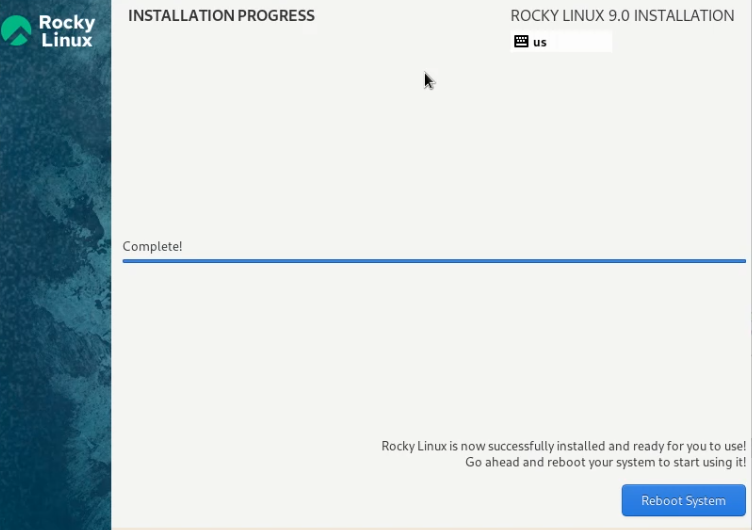 Rocky
Linux
INSTALLATION PROGRESS
ROCKY LINUX 9.0 INSTALLATION
us
Complete!
Rocky Linux is now successfully installed and ready for you to use!
Go ahead and reboot your system to start using it!
Reboot System